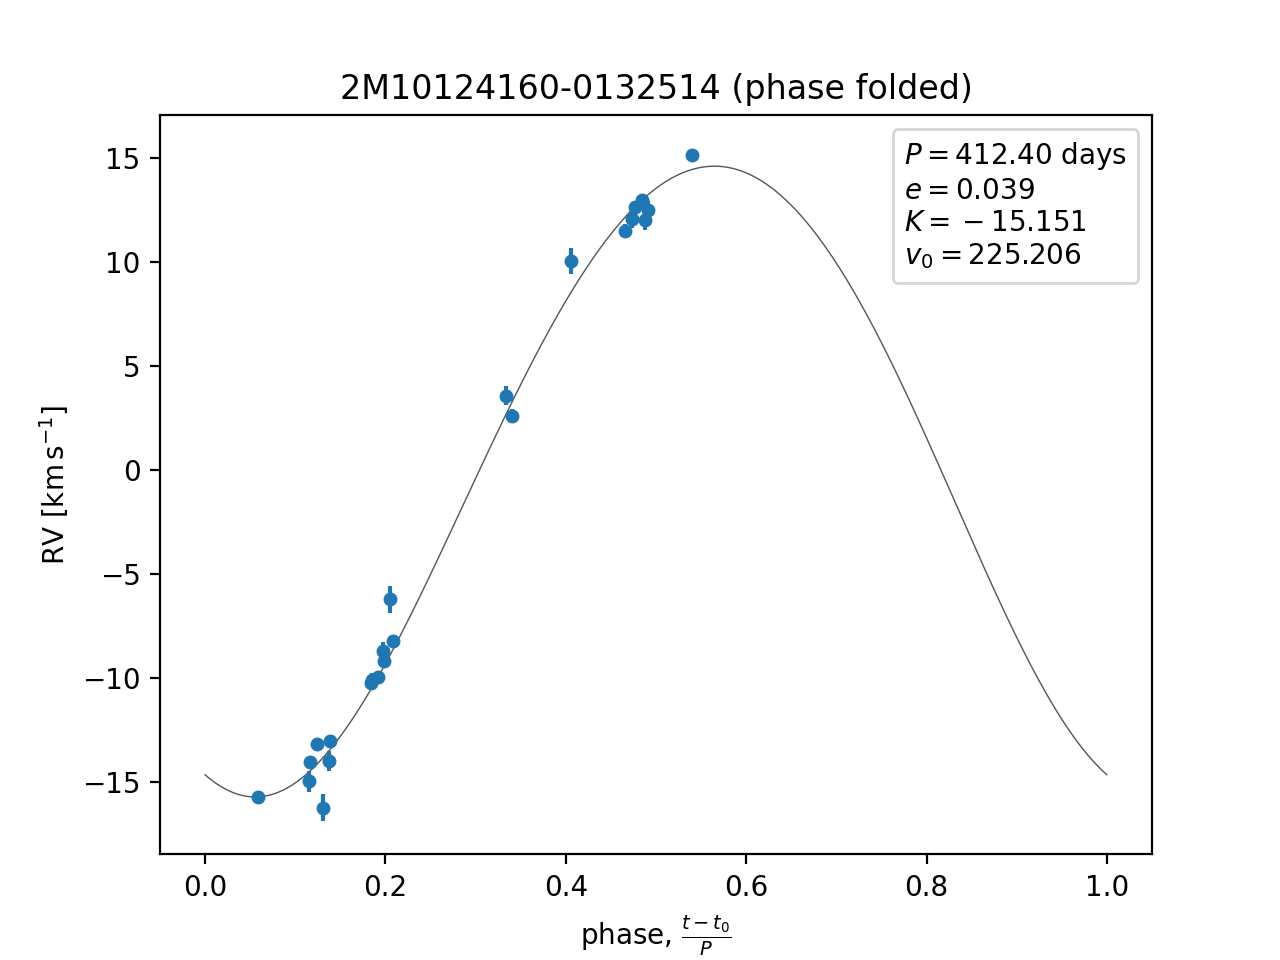 2M10124160-0132514 (phase folded)
P = 412.40 days
e = 0.039
K = −15.151
v₀ = 225.206
RV [km s⁻¹]
15
10
5
0
−5
−10
−15
0.0 0.2 0.4 0.6 0.8 1.0
phase, (t − t₀)/P